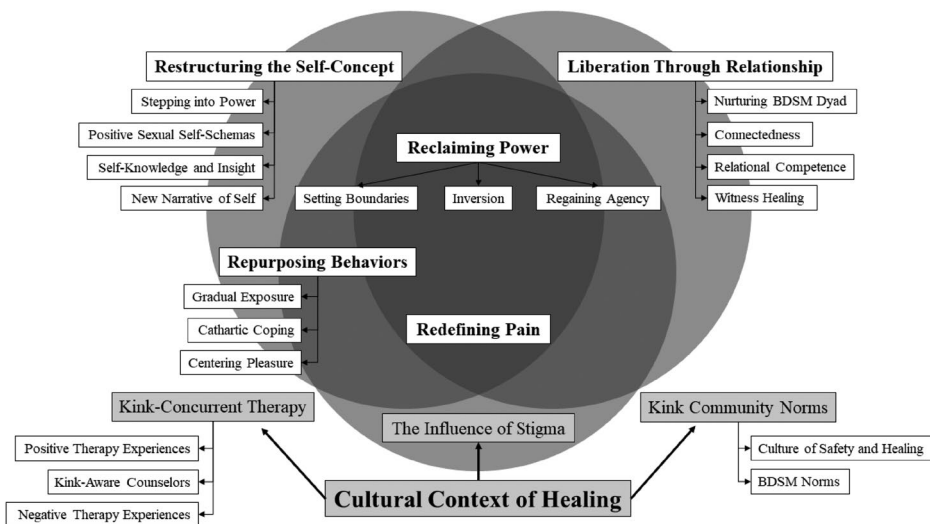 Restructuring the Self-Concept
Stepping into Power
Positive Sexual Self-Schemas
Self-Knowledge and Insight
New Narrative of Self
Liberation Through Relationship
Nurturing BDSM Dyad
Connectedness
Relational Competence
Witness Healing
Reclaiming Power
Setting Boundaries
Inversion
Regaining Agency
Repurposing Behaviors
Gradual Exposure
Cathartic Coping
Centering Pleasure
Redefining Pain
Kink-Concurrent Therapy
Positive Therapy Experiences
Kink-Aware Counselors
Negative Therapy Experiences
The Influence of Stigma
Kink Community Norms
Culture of Safety and Healing
BDSM Norms
Cultural Context of Healing